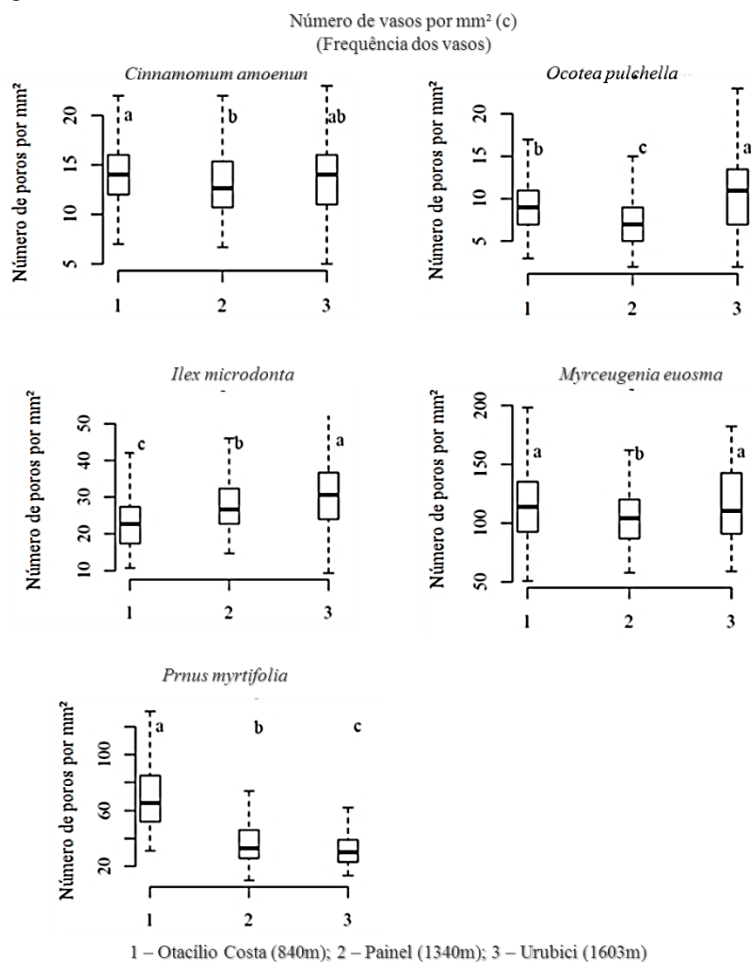 Número de vasos por mm² (c)
(Frequência dos vasos)
Cinnamomum amoenun
Número de poros por mm²
20
15
10
5
a
b
ab
1
2
3
Ocotea pulchella
Número de poros por mm²
20
15
10
5
b
c
a
1
2
3
Ilex microdonta
Número de poros por mm²
50
40
30
20
10
c
b
a
1
2
3
Myrceugenia euosma
Número de poros por mm²
200
150
100
50
a
b
a
1
2
3
Prnus myrtifolia
Número de poros por mm²
100
60
20
a
b
c
1
2
3
1 – Otacílio Costa (840m); 2 – Painel (1340m); 3 – Urubici (1603m)